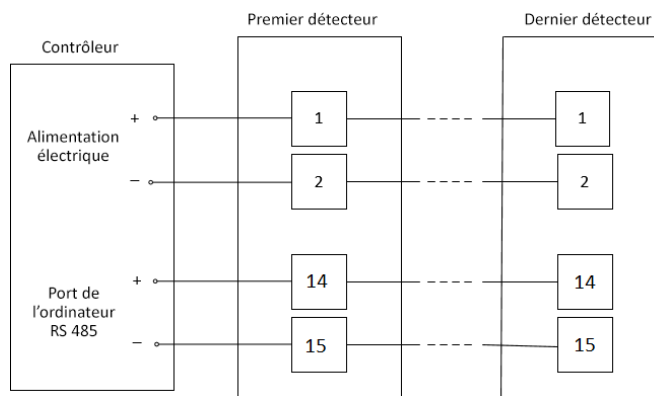 Premier détecteur
Dernier détecteur
Contrôleur
+
1
1
Alimentation
électrique
−
2
2
+
14
14
Port de
l'ordinateur
RS 485
−
15
15